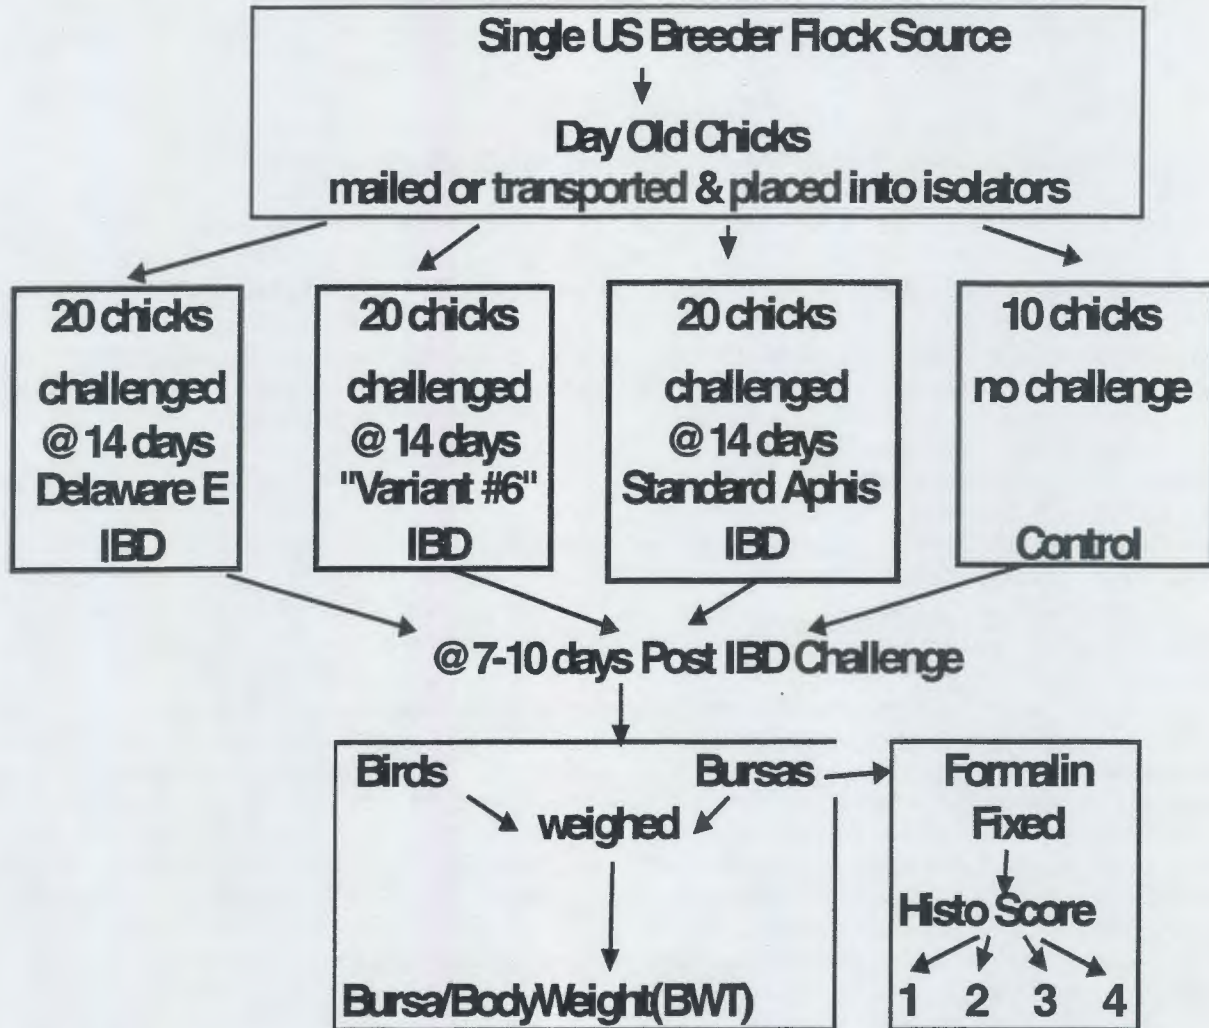 Single US Breeder Flock Source
Day Old Chicks
mailed or transported & placed into isolators
20 chicks
challenged
@ 14 days
Delaware E
IBD
20 chicks
challenged
@ 14 days
"Variant #6"
IBD
20 chicks
challenged
@ 14 days
Standard Aphis
IBD
10 chicks
no challenge
Control
@ 7-10 days Post IBD Challenge
Birds
Bursas
weighed
Bursa/BodyWeight(BWT)
Formalin
Fixed
Histo Score
1 2 3 4